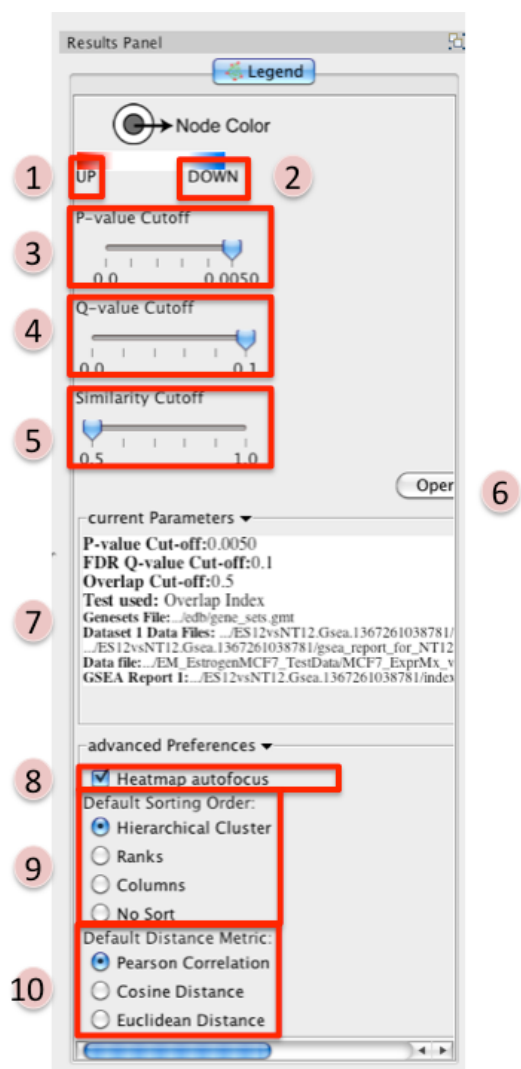 Results Panel
Legend
Node Color
1
UP
DOWN
2
P-value Cutoff
3
0.0
0.0050
Q-value Cutoff
4
0.0
0.1
Similarity Cutoff
5
0.5
1.0
Oper
6
current Parameters
P-value Cut-off:0.0050
FDR Q-value Cut-off:0.1
Overlap Cut-off:0.5
Test used: Overlap Index
7
Genesets File:.../edb/gene_sets.gmt
Dataset 1 Data Files: .../ES12vsNT12.Gsea.1367261038781/
.../ES12vsNT12.Gsea.1367261038781/gsea_report_for_NT12
Data file:.../EM_EstrogenMCF7_TestData/MCF7_ExprMx_v
GSEA Report 1:.../ES12vsNT12.Gsea.1367261038781/index
advanced Preferences
8
Heatmap autofocus
Default Sorting Order:
Hierarchical Cluster
9
Ranks
Columns
No Sort
Default Distance Metric:
Pearson Correlation
10
Cosine Distance
Euclidean Distance